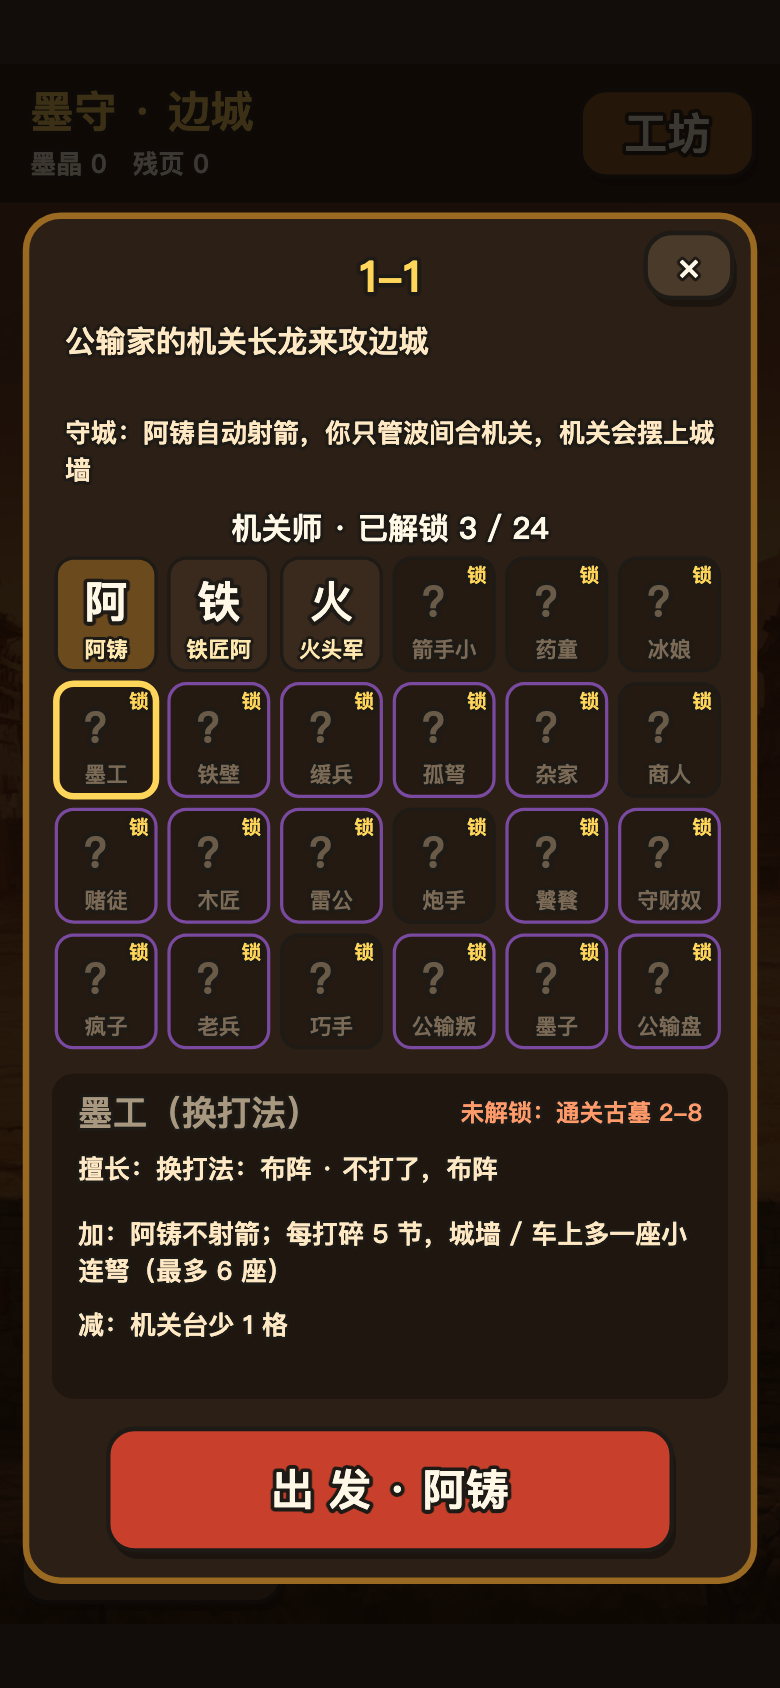 墨守 · 边城
墨晶 0 残页 0
工坊
1–1
×
公输家的机关长龙来攻边城
守城：阿铸自动射箭，你只管波间合机关，机关会摆上城
墙
机关师 · 已解锁 3 / 24
阿 铁 火 ? 锁 ? 锁 ? 锁
阿铸 铁匠阿 火头军 箭手小 药童 冰娘
? 锁 ? 锁 ? 锁 ? 锁 ? 锁 ? 锁
墨工 铁壁 缓兵 孤弩 杂家 商人
? 锁 ? 锁 ? 锁 ? 锁 ? 锁 ? 锁
赌徒 木匠 雷公 炮手 饕餮 守财奴
? 锁 ? 锁 ? 锁 ? 锁 ? 锁 ? 锁
疯子 老兵 巧手 公输叛 墨子 公输盘
墨工（换打法） 未解锁：通关古墓 2–8
擅长：换打法：布阵 · 不打了，布阵
加：阿铸不射箭；每打碎 5 节，城墙 / 车上多一座小
连弩（最多 6 座）
减：机关台少 1 格
出 发 · 阿铸